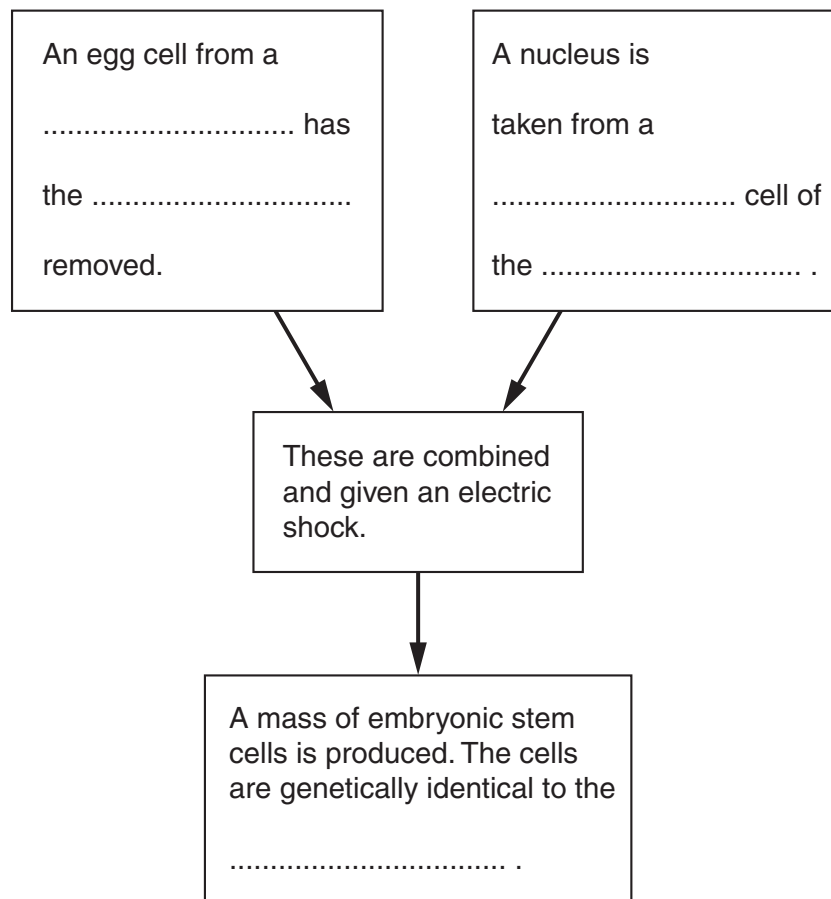 An egg cell from a
............................... has
the ................................
removed.
A nucleus is
taken from a
.............................. cell of
the ................................ .
These are combined
and given an electric
shock.
A mass of embryonic stem
cells is produced. The cells
are genetically identical to the
.................................. .